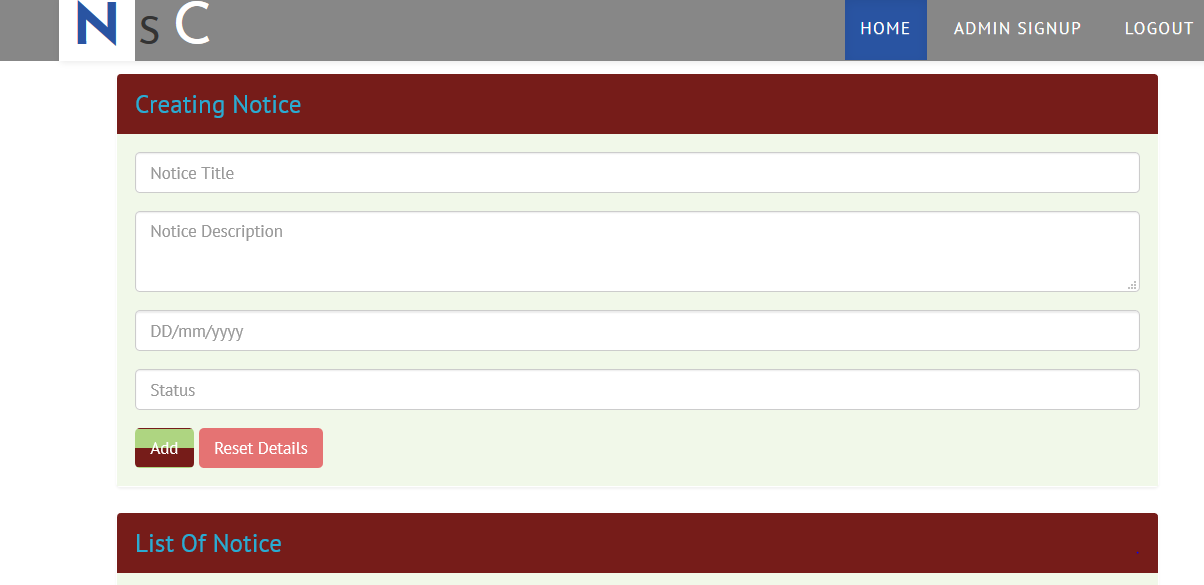 N s C
HOME ADMIN SIGNUP LOGOUT
Creating Notice
Notice Title
Notice Description
DD/mm/yyyy
Status
Add Reset Details
List Of Notice